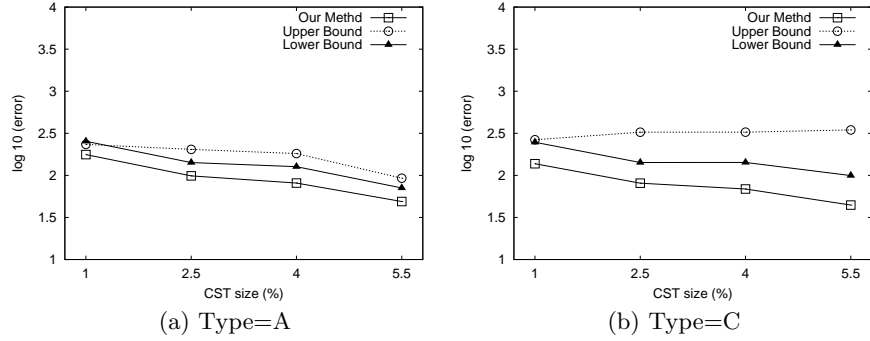 4
3.5
3
2.5
2
1.5
1
log 10 (error)
1
2.5
4
5.5
CST size (%)
Our Methd
Upper Bound
Lower Bound
(a) Type=A
4
3.5
3
2.5
2
1.5
1
log 10 (error)
1
2.5
4
5.5
CST size (%)
Our Methd
Upper Bound
Lower Bound
(b) Type=C